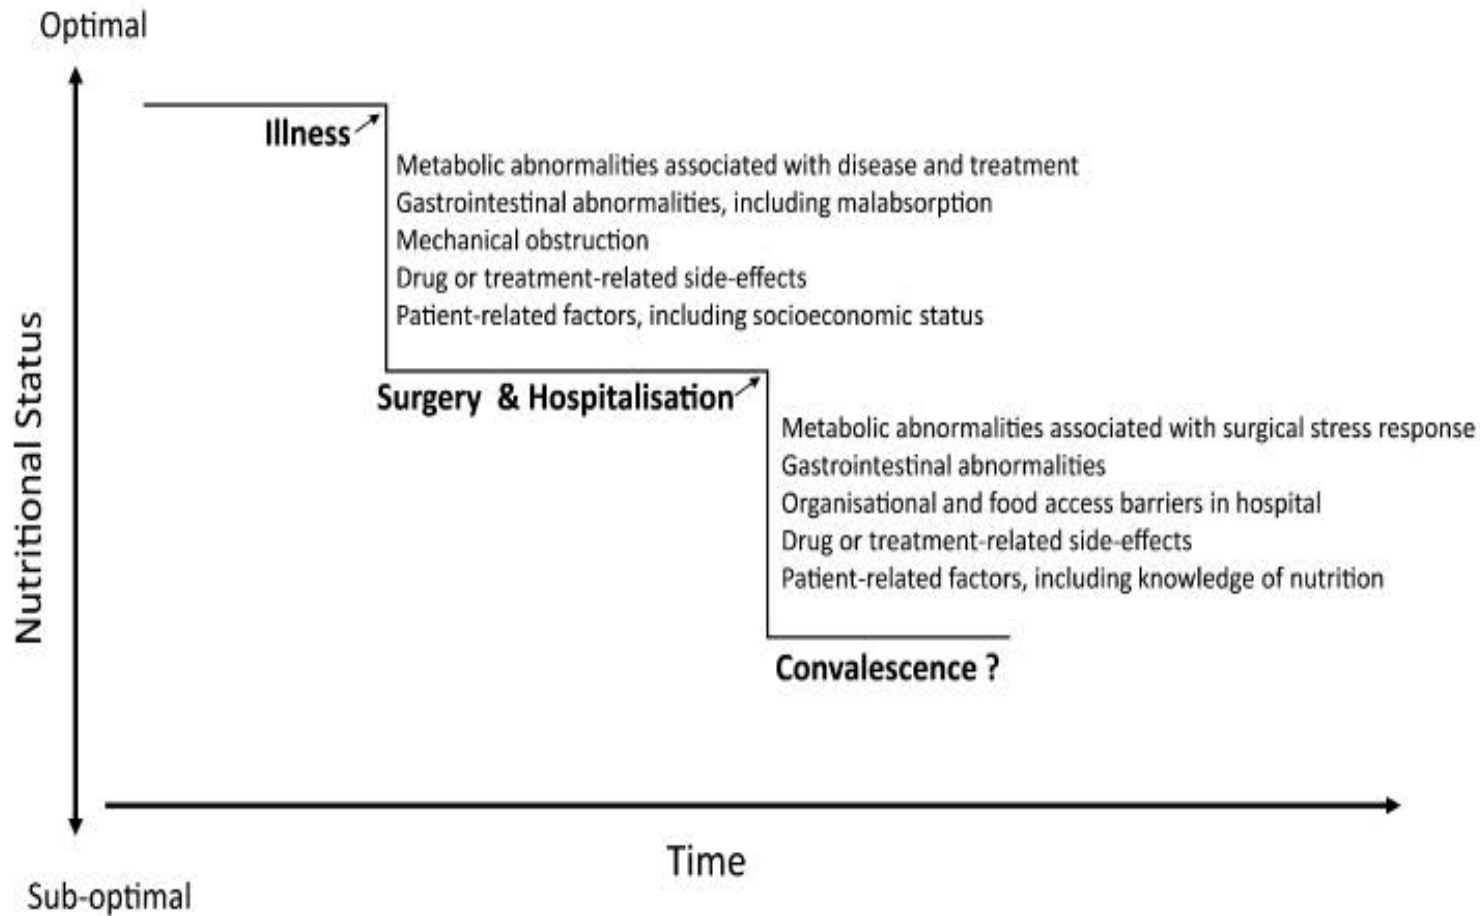 Optimal
Illness
Metabolic abnormalities associated with disease and treatment
Gastrointestinal abnormalities, including malabsorption
Mechanical obstruction
Drug or treatment-related side-effects
Patient-related factors, including socioeconomic status
Surgery & Hospitalisation
Metabolic abnormalities associated with surgical stress response
Gastrointestinal abnormalities
Organisational and food access barriers in hospital
Drug or treatment-related side-effects
Patient-related factors, including knowledge of nutrition
Convalescence ?
Nutritional Status
Time
Sub-optimal